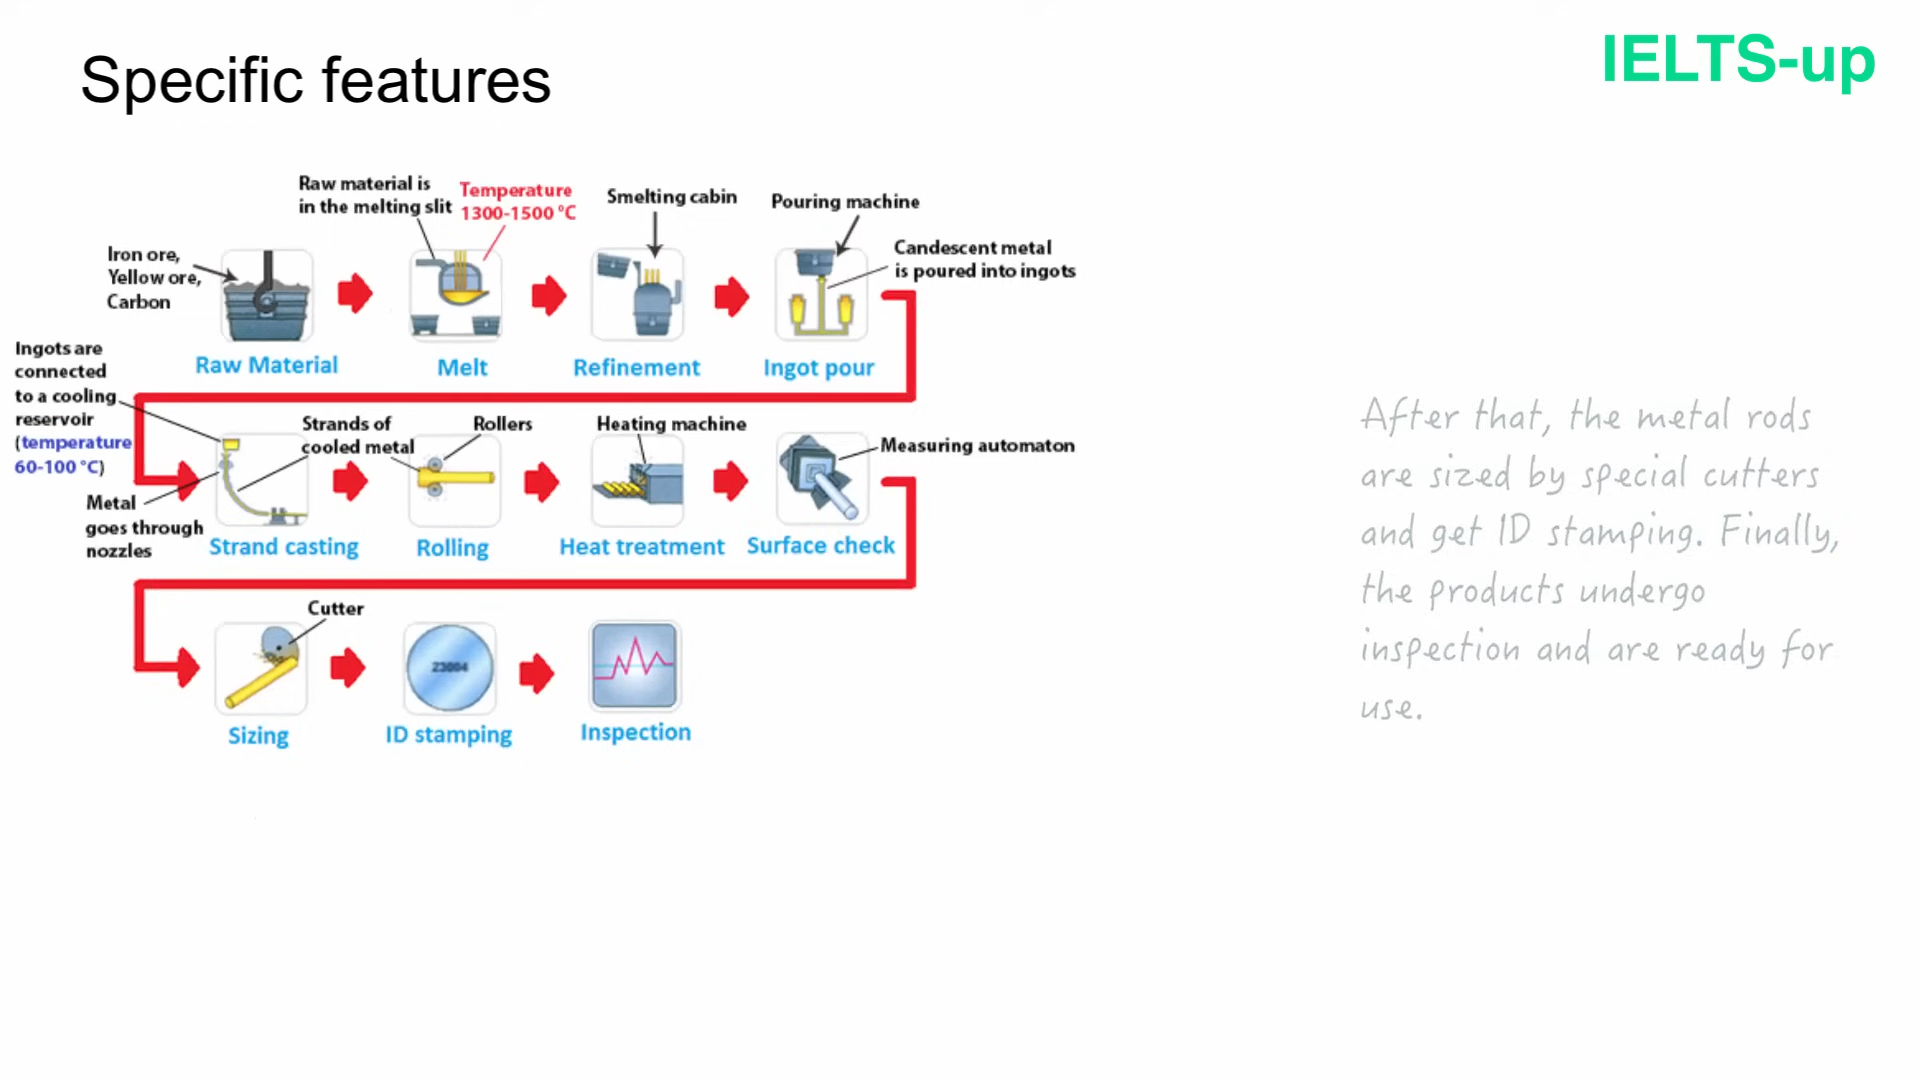 Specific features
IELTS-up
Raw material is
in the melting slit
Temperature
1300-1500 °C
Smelting cabin
Pouring machine
Iron ore,
Yellow ore,
Carbon
Candescent metal
is poured into ingots
Raw Material
Melt
Refinement
Ingot pour
Ingots are
connected
to a cooling
reservoir
(temperature
60-100 °C)
Strands of
cooled metal
Rollers
Heating machine
Measuring automaton
Metal
goes through
nozzles
Strand casting
Rolling
Heat treatment
Surface check
Cutter
23004
Sizing
ID stamping
Inspection
After that, the metal rods
are sized by special cutters
and get ID stamping. Finally,
the products undergo
inspection and are ready for
use.